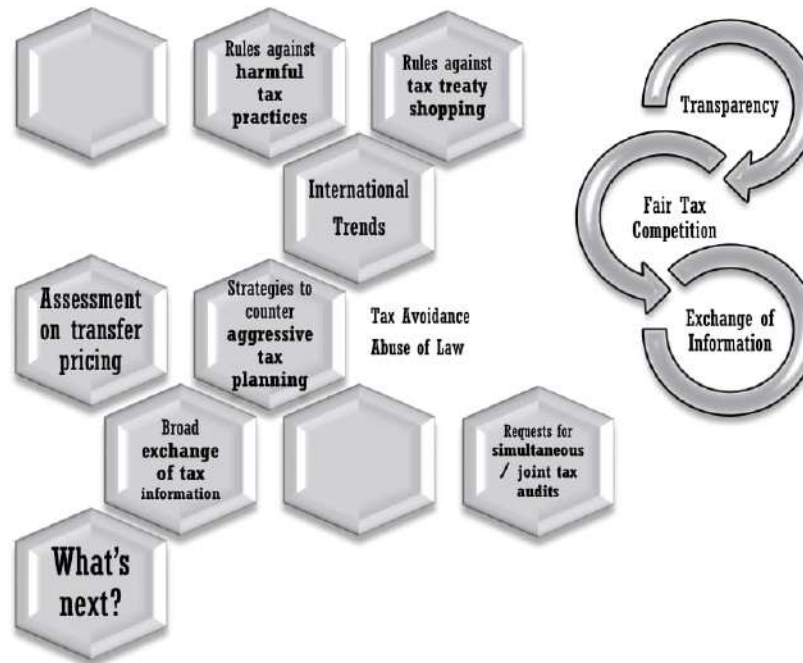 Rules against
harmful
tax
practices
Rules against
tax treaty
shopping
Transparency
International
Trends
Fair Tax
Competition
Assessment
on transfer
pricing
Strategies to
counter
aggressive
tax
planning
Tax Avoidance
Abuse of Law
Exchange of
Information
Broad
exchange
of tax
information
Requests for
simultaneous
/ joint tax
audits
What's
next?